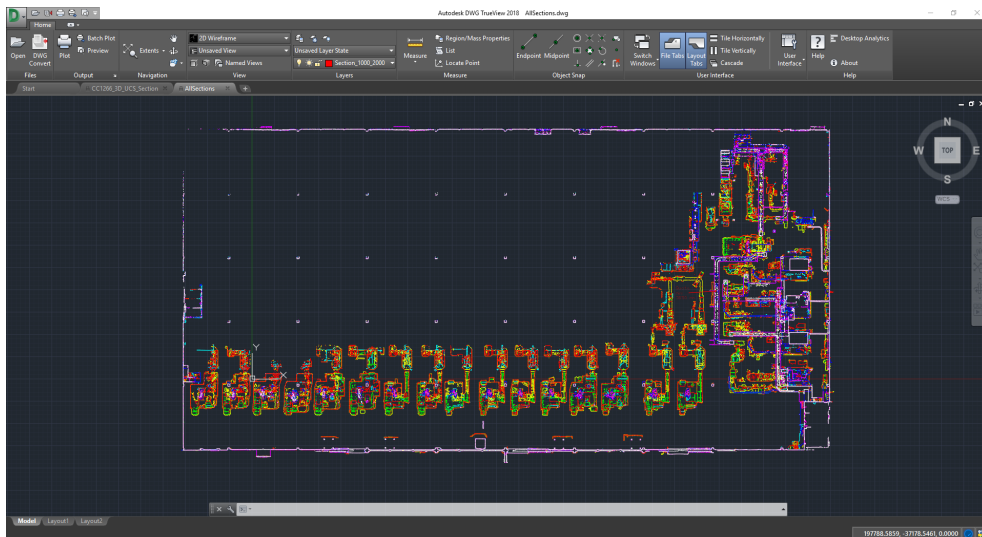 Autodesk DWG TrueView 2018 AllSections.dwg
Home
Open
DWG Convert
Files
Plot
Batch Plot
Preview
Output
Extents
Navigation
2D Wireframe
Unsaved View
Named Views
View
Unsaved Layer State
Section_1000_2000
Layers
Measure
Region/Mass Properties
List
Locate Point
Measure
Endpoint
Midpoint
Object Snap
Switch Windows
File Tabs
Layout Tabs
Tile Horizontally
Tile Vertically
Cascade
User Interface
User Interface
Help
Desktop Analytics
About
Help
Start
CC1200_3D_UCS_Section
AllSections
N
W
TOP
E
S
WCS
Y
X
Model
Layout1
Layout2
197788.5859, -37178.5461, 0.0000